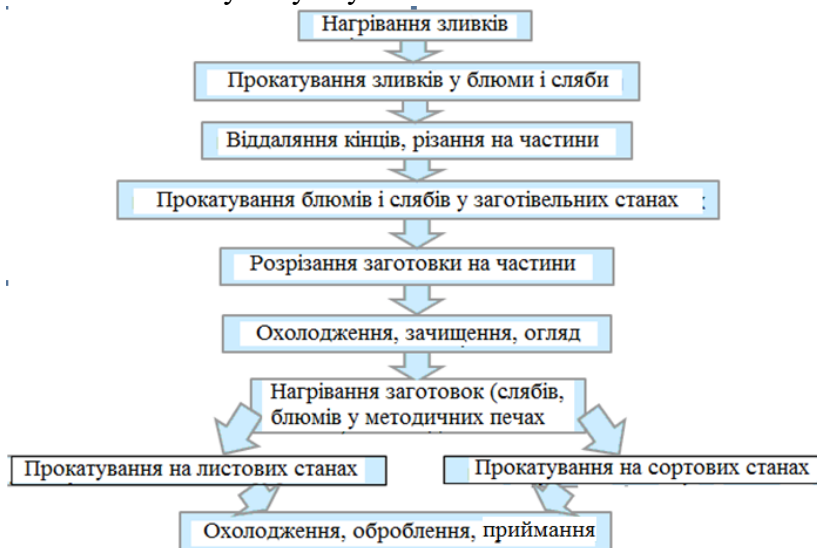 Нагрівання зливків
Прокатування зливків у блюми і сляби
Віддаляння кінців, різання на частини
Прокатування блюмів і слябів у заготівельних станах
Розрізання заготовки на частини
Охолодження, зачищення, огляд
Нагрівання заготовок (слябів,
блюмів у методичних печах
Прокатування на листових станах
Прокатування на сортових станах
Охолодження, оброблення, приймання